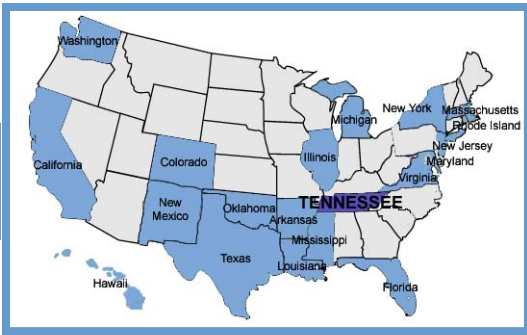 Washington
Michigan
New York
Massachusetts
Rhode Island
New Jersey
Maryland
Virginia
Illinois
California
Colorado
TENNESSEE
New
Mexico
Oklahoma
Arkansas
Mississippi
Texas
Louisiana
Hawaii
Florida